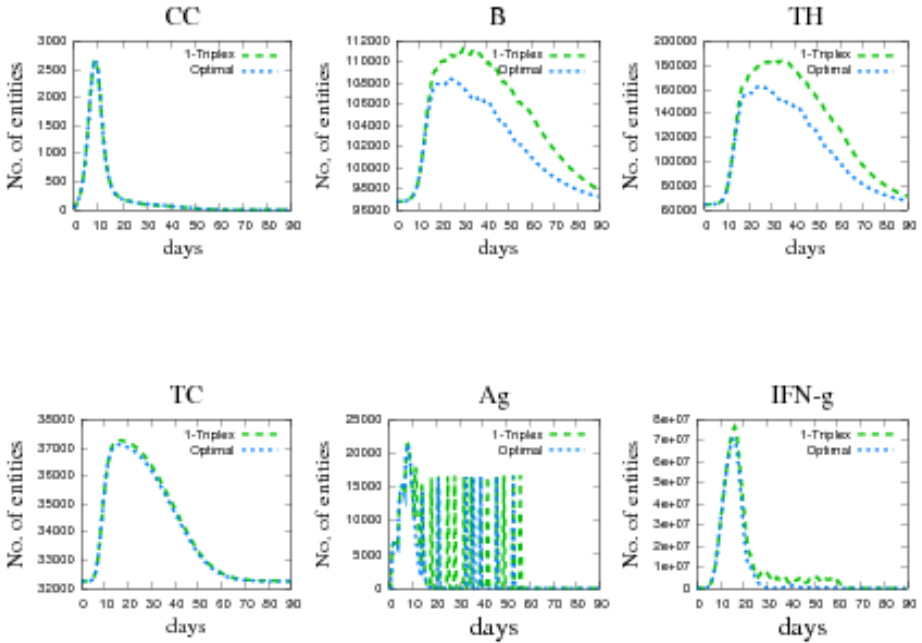 CC
3000
2500
2000
1500
1000
500
0
No. of entities
1-Triplex
Optimal
0 10 20 30 40 50 60 70 80 90
days
B
112000
110000
108000
106000
104000
102000
100000
98000
96000
No. of entities
1-Triplex
Optimal
0 10 20 30 40 50 60 70 80 90
days
TH
200000
180000
160000
140000
120000
100000
80000
60000
No. of entities
1-Triplex
Optimal
0 10 20 30 40 50 60 70 80 90
days
TC
38000
37000
36000
35000
34000
33000
32000
No. of entities
1-Triplex
Optimal
0 10 20 30 40 50 60 70 80 90
days
Ag
25000
20000
15000
10000
5000
0
No. of entities
1-Triplex
Optimal
0 10 20 30 40 50 60 70 80 90
days
IFN-g
8e+07
7e+07
6e+07
5e+07
4e+07
3e+07
2e+07
1e+07
0
No. of entities
1-Triplex
Optimal
0 10 20 30 40 50 60 70 80 90
days